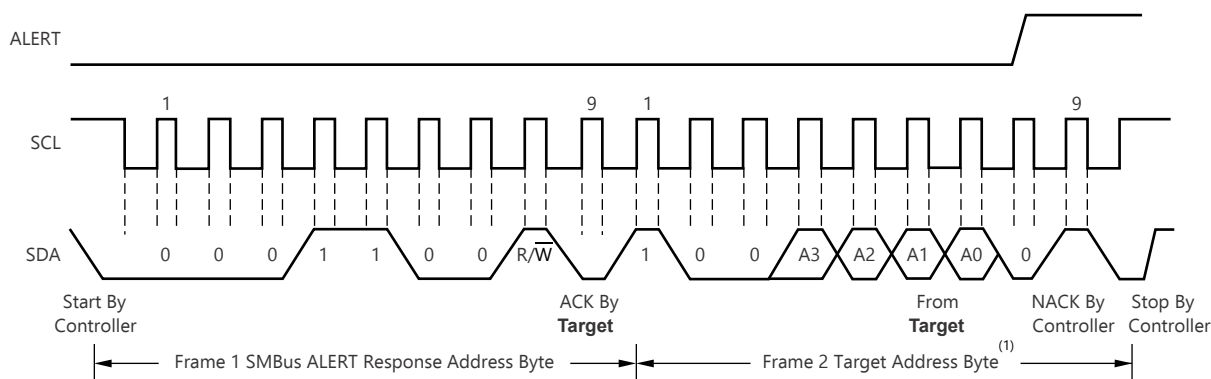 ALERT
1 9 1 9
SCL
SDA 0 0 0 1 1 0 0 R/W̅ 1 0 0 A3 A2 A1 A0 0
Start By Controller
ACK By Target
From Target
NACK By Controller
Stop By Controller
Frame 1 SMBus ALERT Response Address Byte
Frame 2 Target Address Byte(1)